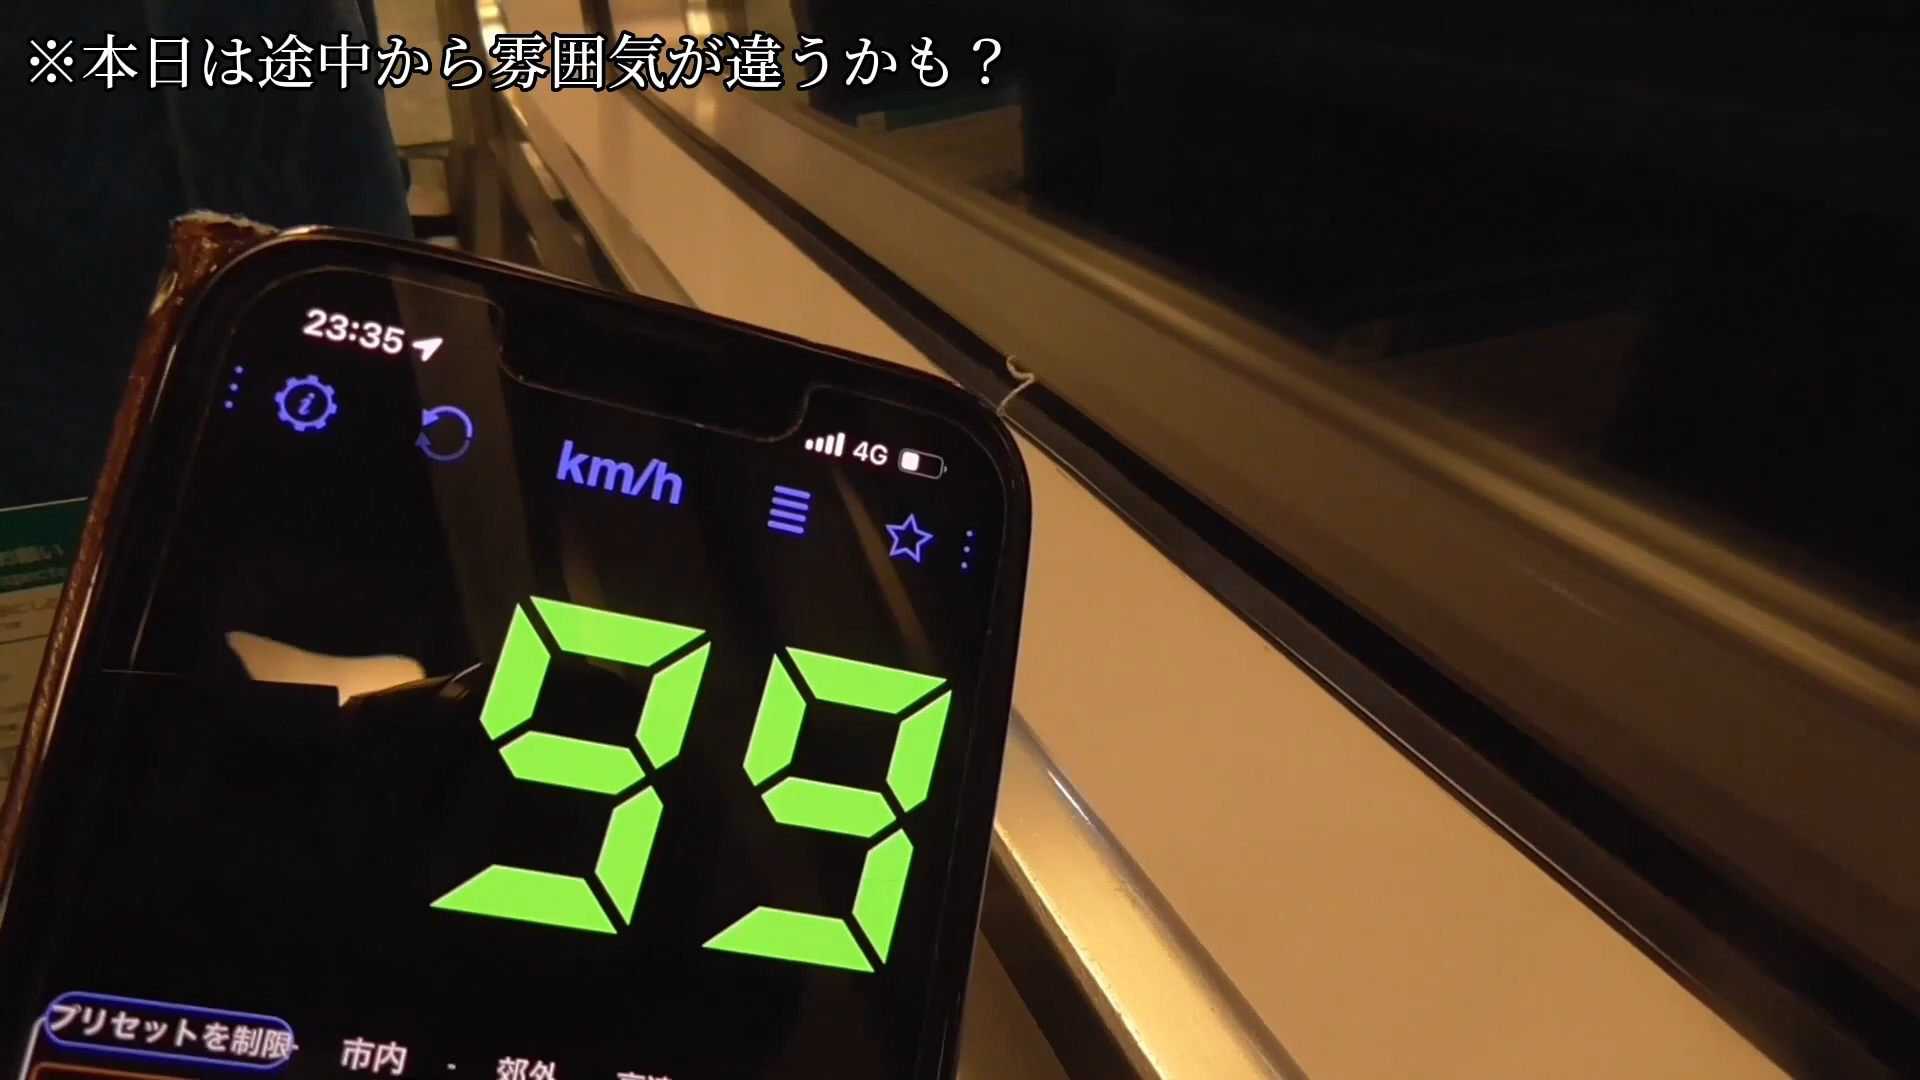 ※本日は途中から雰囲気が違うかも？
23:35
4G
km/h
99
プリセットを制限
市内 - 郊外